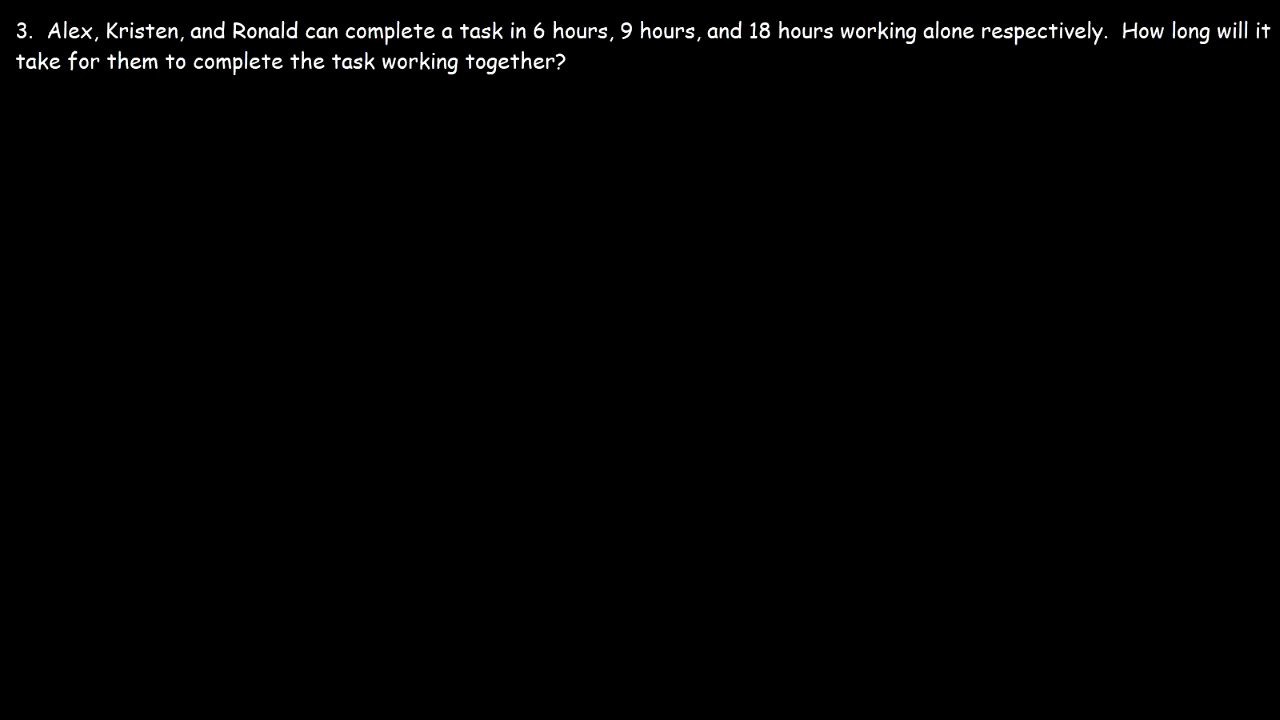 3.  Alex, Kristen, and Ronald can complete a task in 6 hours, 9 hours, and 18 hours working alone respectively.  How long will it
take for them to complete the task working together?